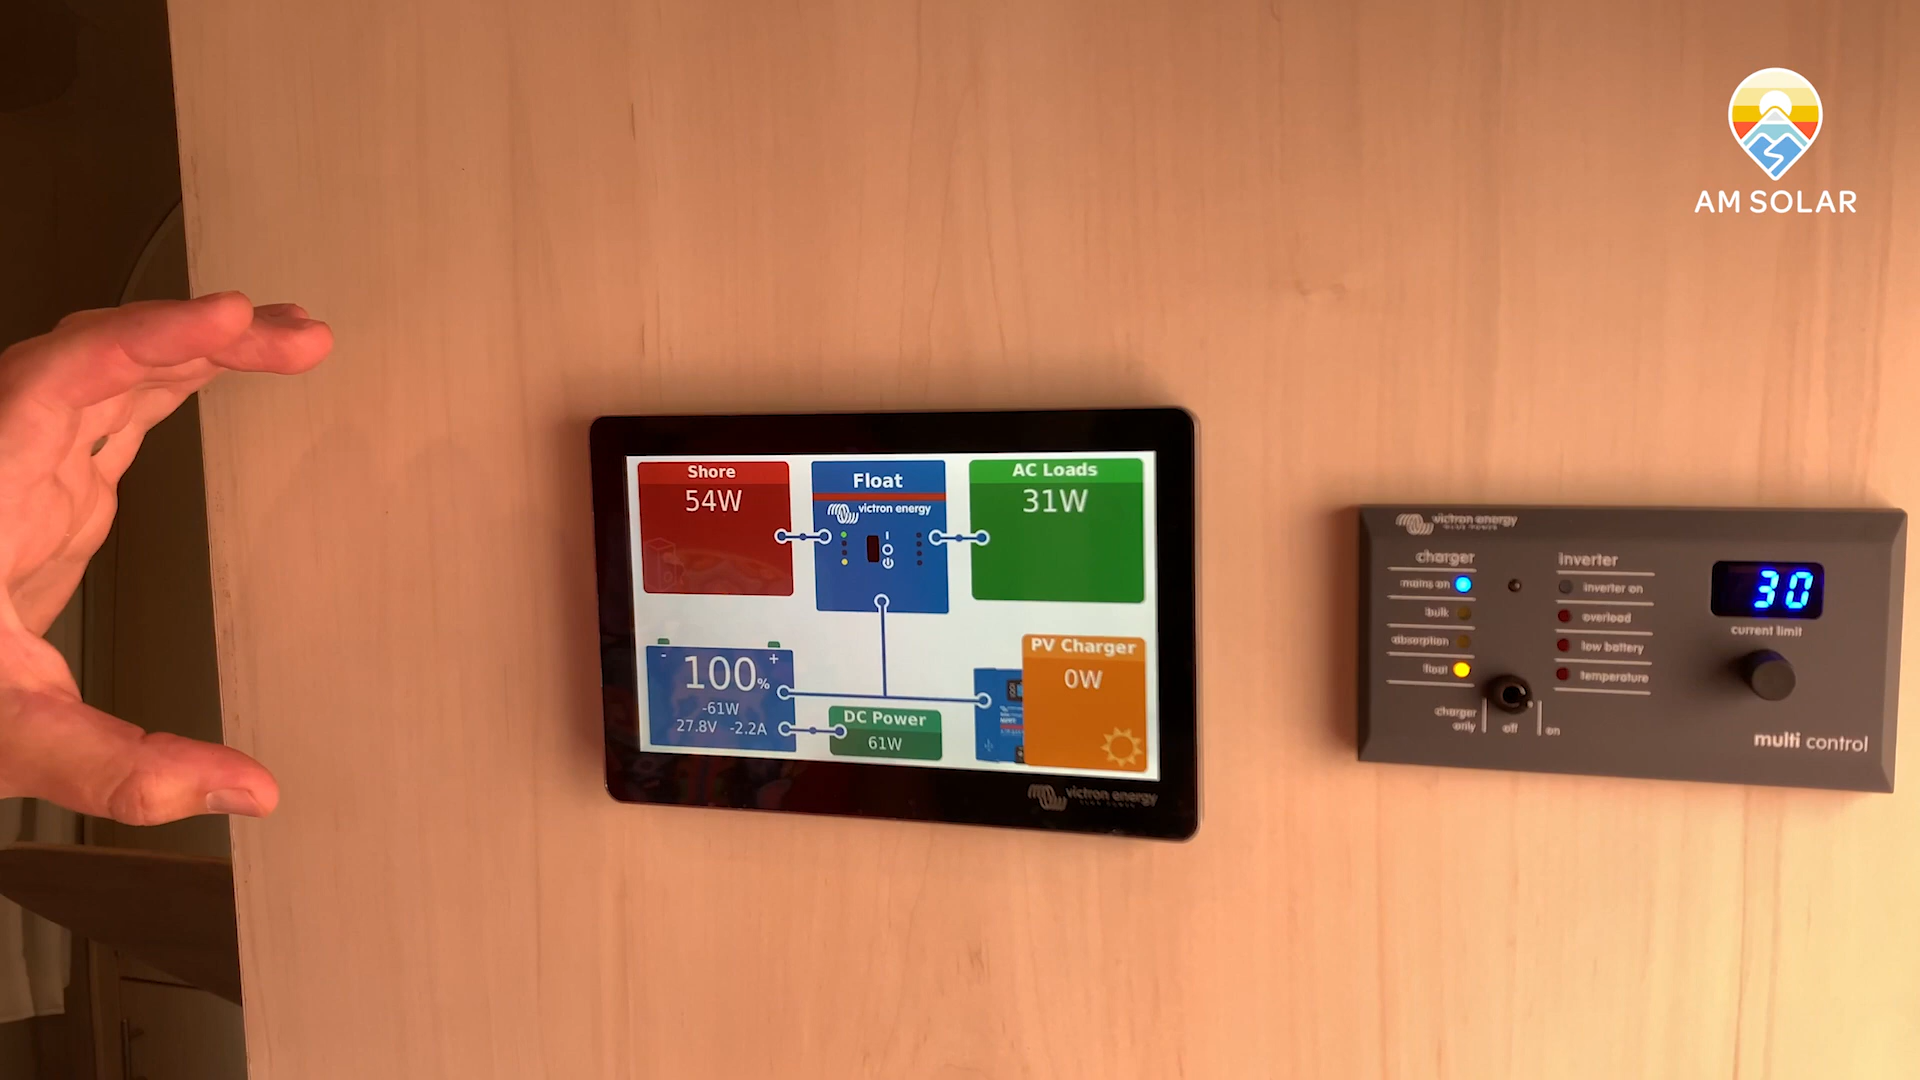 AM SOLAR
Shore
54W
Float
victron energy
AC Loads
31W
100%
-61W
27.8V -2.2A
DC Power
61W
PV Charger
0W
victron energy
victron energy
charger
mains on
bulk
absorption
float
charger only
off
on
inverter
inverter on
overload
low battery
temperature
30
current limit
multi control